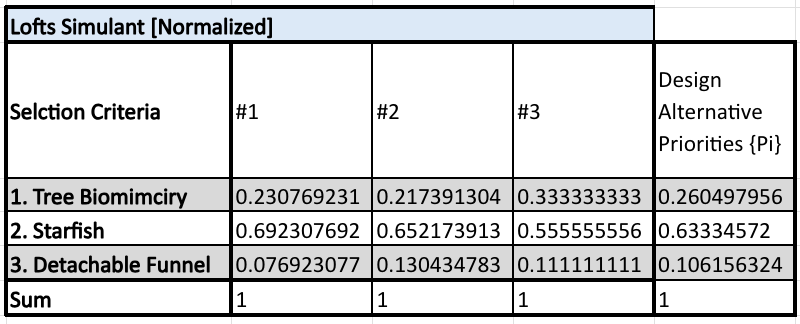 Lofts Simulant [Normalized]
Selction Criteria #1 #2 #3 Design Alternative Priorities {Pi}
1. Tree Biomimciry 0.230769231 0.217391304 0.333333333 0.260497956
2. Starfish 0.692307692 0.652173913 0.555555556 0.63334572
3. Detachable Funnel 0.076923077 0.130434783 0.111111111 0.106156324
Sum 1 1 1 1